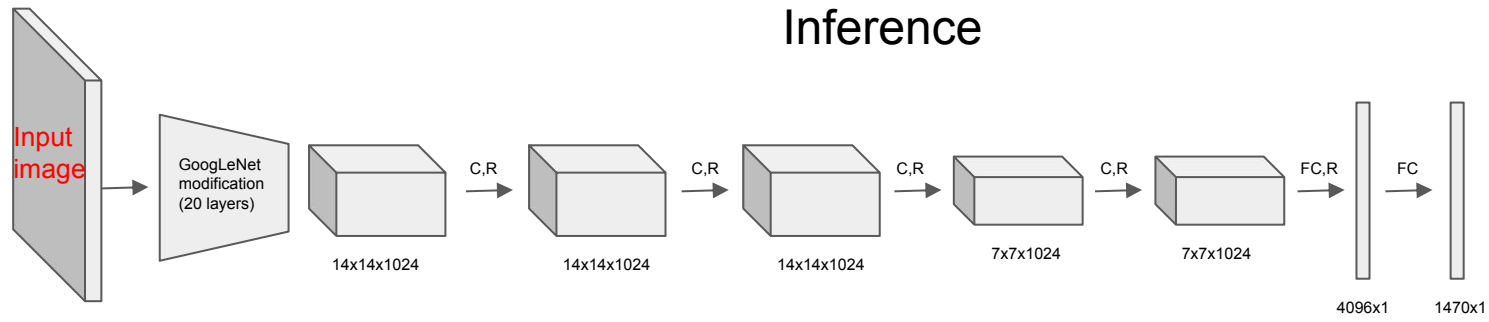 Inference
Input
image
GoogLeNet
modification
(20 layers)
14x14x1024
C,R
14x14x1024
C,R
14x14x1024
C,R
7x7x1024
C,R
7x7x1024
FC,R
4096x1
FC
1470x1